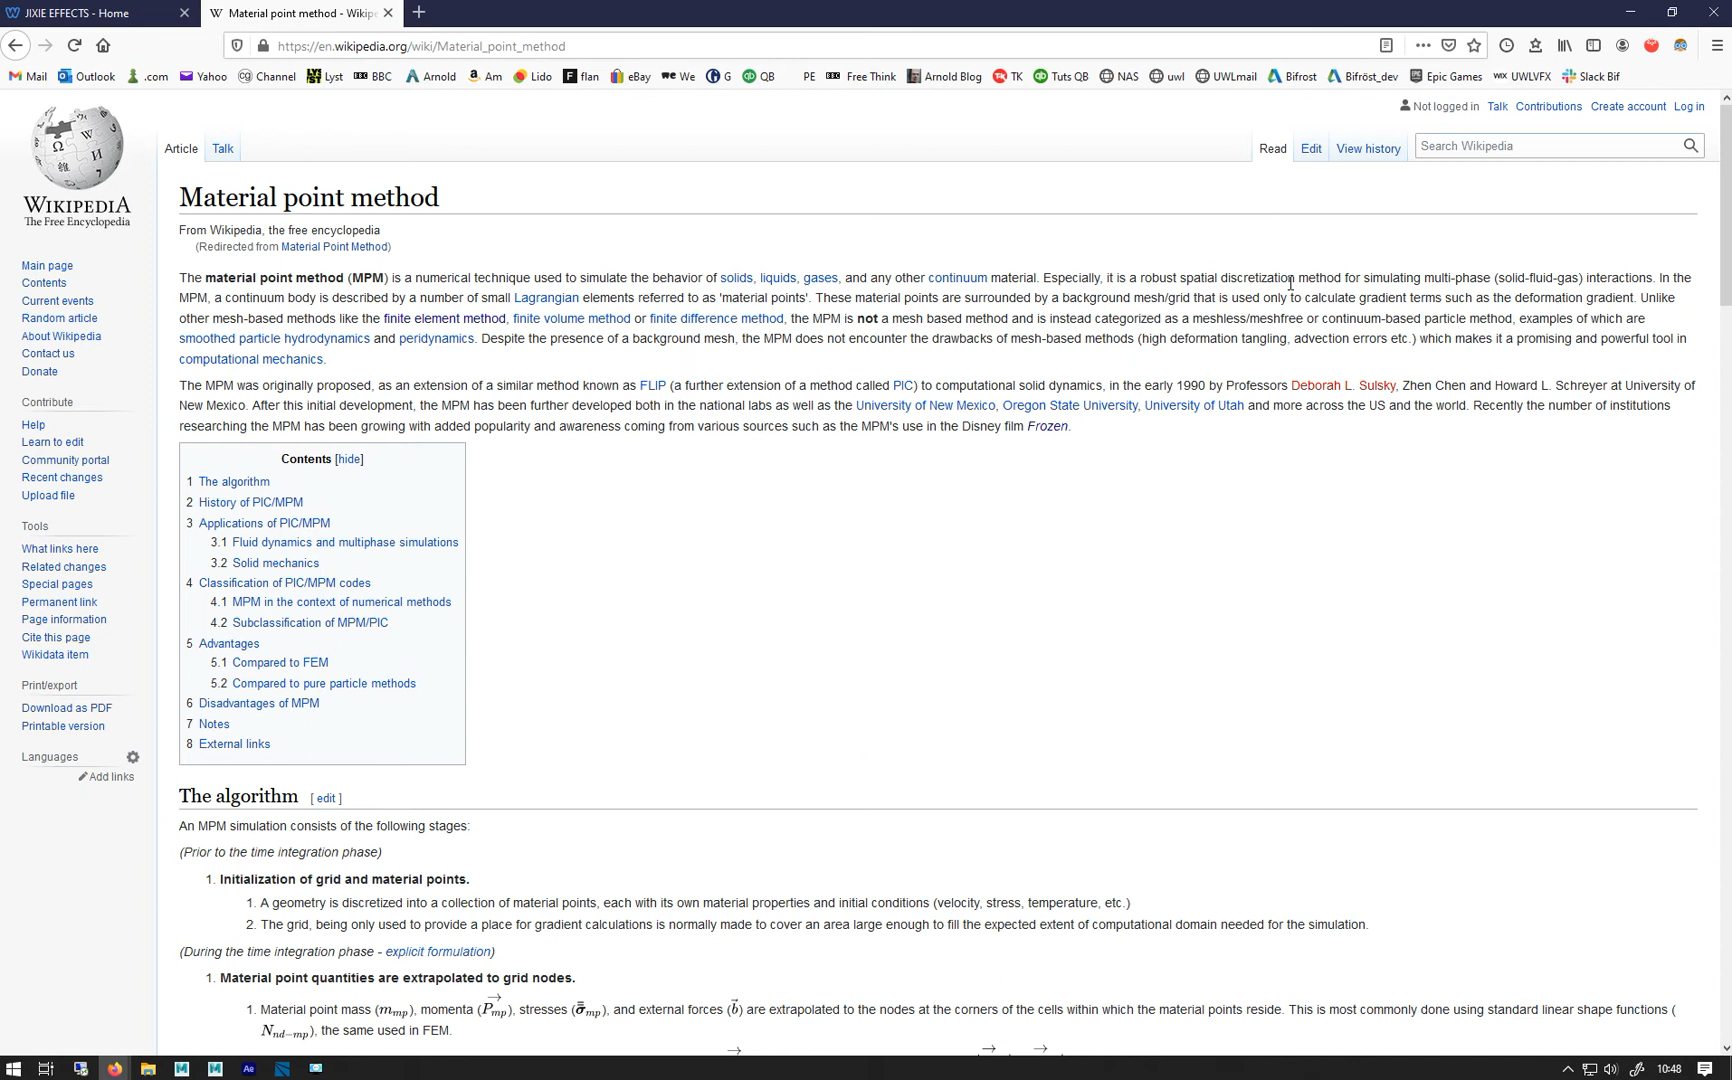 JIXIE EFFECTS - Home
Material point method - Wikipe
https://en.wikipedia.org/wiki/Material_point_method
Mail Outlook .com Yahoo Channel Lyst BBC Arnold Am Lido flan eBay We G QB PE Free Think Arnold Blog TK Tuts QB NAS uwl UWLmail Bifrost Bifröst_dev Epic Games UWLVFX Slack Bif
Not logged in Talk Contributions Create account Log in
Article Talk Read Edit View history Search Wikipedia
WIKIPEDIA
The Free Encyclopedia
Main page
Contents
Current events
Random article
About Wikipedia
Contact us
Donate
Contribute
Help
Learn to edit
Community portal
Recent changes
Upload file
Tools
What links here
Related changes
Special pages
Permanent link
Page information
Cite this page
Wikidata item
Print/export
Download as PDF
Printable version
Languages
Add links
Material point method
From Wikipedia, the free encyclopedia
(Redirected from Material Point Method)
The material point method (MPM) is a numerical technique used to simulate the behavior of solids, liquids, gases, and any other continuum material. Especially, it is a robust spatial discretization method for simulating multi-phase (solid-fluid-gas) interactions. In the
MPM, a continuum body is described by a number of small Lagrangian elements referred to as 'material points'. These material points are surrounded by a background mesh/grid that is used only to calculate gradient terms such as the deformation gradient. Unlike
other mesh-based methods like the finite element method, finite volume method or finite difference method, the MPM is not a mesh based method and is instead categorized as a meshless/meshfree or continuum-based particle method, examples of which are
smoothed particle hydrodynamics and peridynamics. Despite the presence of a background mesh, the MPM does not encounter the drawbacks of mesh-based methods (high deformation tangling, advection errors etc.) which makes it a promising and powerful tool in
computational mechanics.
The MPM was originally proposed, as an extension of a similar method known as FLIP (a further extension of a method called PIC) to computational solid dynamics, in the early 1990 by Professors Deborah L. Sulsky, Zhen Chen and Howard L. Schreyer at University of
New Mexico. After this initial development, the MPM has been further developed both in the national labs as well as the University of New Mexico, Oregon State University, University of Utah and more across the US and the world. Recently the number of institutions
researching the MPM has been growing with added popularity and awareness coming from various sources such as the MPM's use in the Disney film Frozen.
Contents [hide]
1 The algorithm
2 History of PIC/MPM
3 Applications of PIC/MPM
3.1 Fluid dynamics and multiphase simulations
3.2 Solid mechanics
4 Classification of PIC/MPM codes
4.1 MPM in the context of numerical methods
4.2 Subclassification of MPM/PIC
5 Advantages
5.1 Compared to FEM
5.2 Compared to pure particle methods
6 Disadvantages of MPM
7 Notes
8 External links
The algorithm [ edit ]
An MPM simulation consists of the following stages:
(Prior to the time integration phase)
1. Initialization of grid and material points.
1. A geometry is discretized into a collection of material points, each with its own material properties and initial conditions (velocity, stress, temperature, etc.)
2. The grid, being only used to provide a place for gradient calculations is normally made to cover an area large enough to fill the expected extent of computational domain needed for the simulation.
(During the time integration phase - explicit formulation)
1. Material point quantities are extrapolated to grid nodes.
1. Material point mass (m_mp), momenta (P⃗_mp), stresses (σ̿_mp), and external forces (b⃗) are extrapolated to the nodes at the corners of the cells within which the material points reside. This is most commonly done using standard linear shape functions (
N_nd−mp), the same used in FEM.
10:48